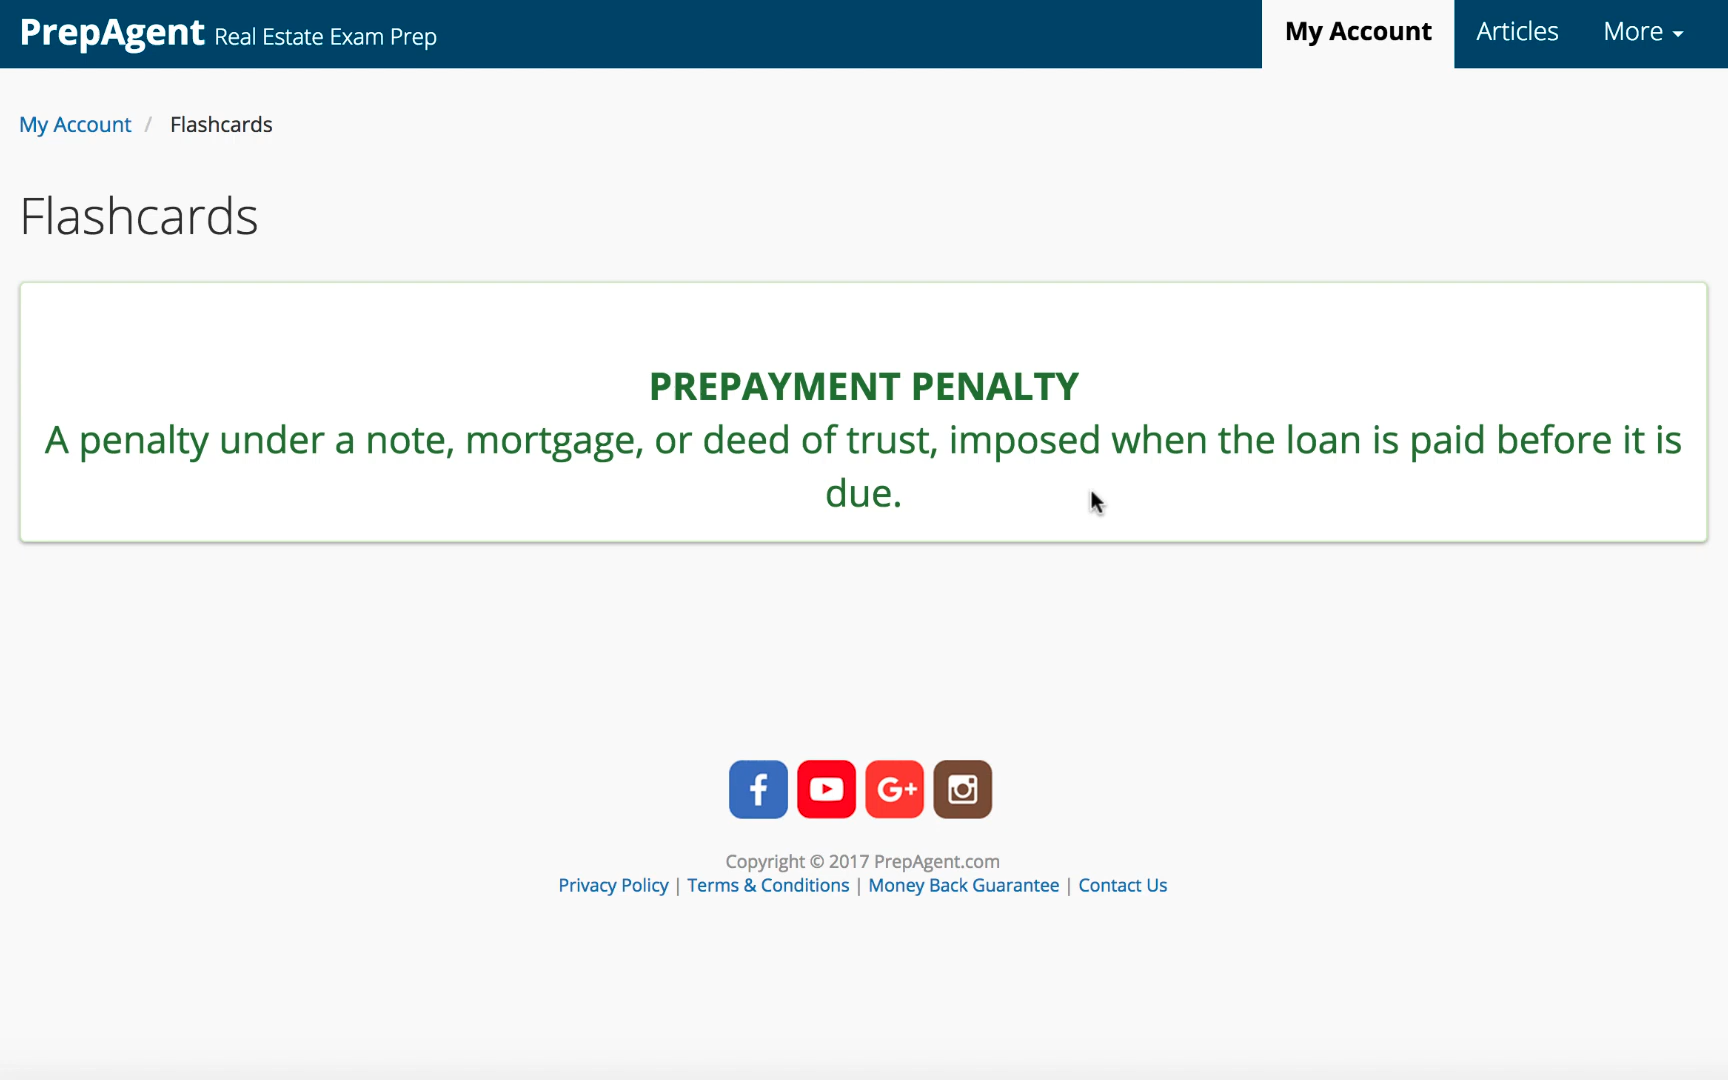 PrepAgent Real Estate Exam Prep
My Account Articles More
My Account / Flashcards
Flashcards
PREPAYMENT PENALTY
A penalty under a note, mortgage, or deed of trust, imposed when the loan is paid before it is
due.
f G+
Copyright © 2017 PrepAgent.com
Privacy Policy | Terms & Conditions | Money Back Guarantee | Contact Us